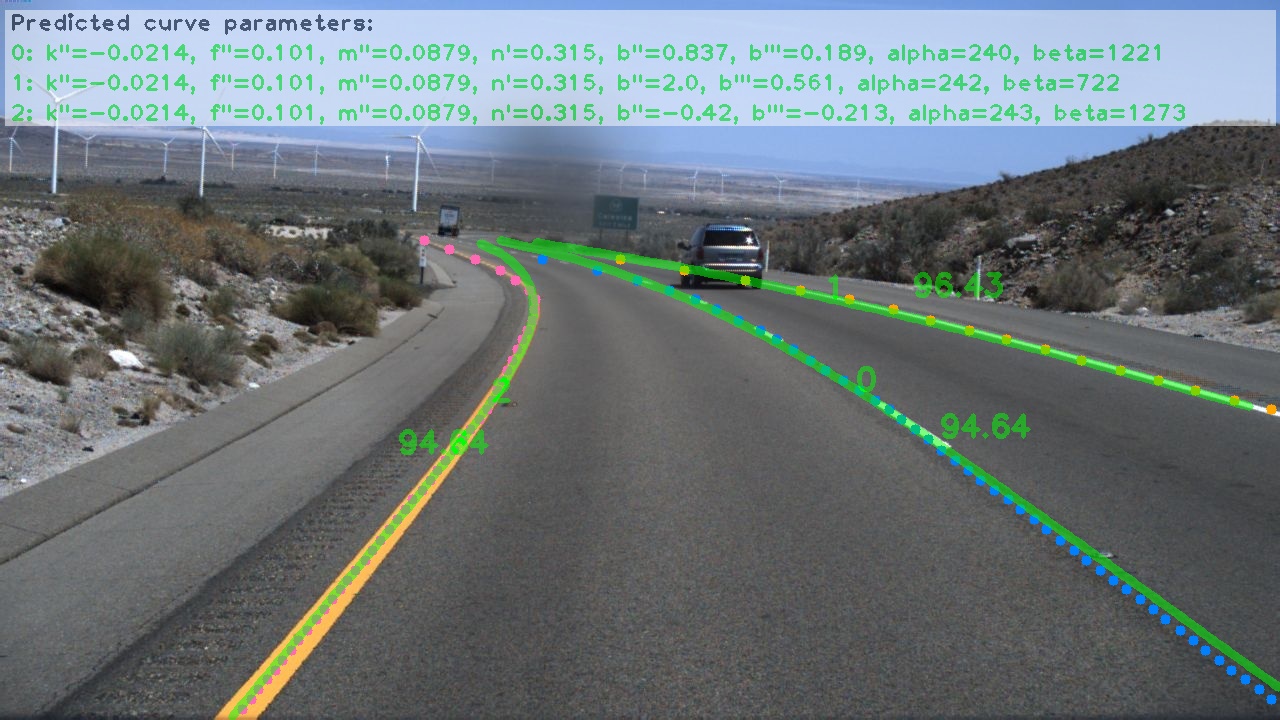 Predicted curve parameters:
0: k''=-0.0214, f''=0.101, m''=0.0879, n'=0.315, b''=0.837, b'''=0.189, alpha=240, beta=1221
1: k''=-0.0214, f''=0.101, m''=0.0879, n'=0.315, b''=2.0, b'''=0.561, alpha=242, beta=722
2: k''=-0.0214, f''=0.101, m''=0.0879, n'=0.315, b''=-0.42, b'''=-0.213, alpha=243, beta=1273
1 96.43
0
94.64
94.64